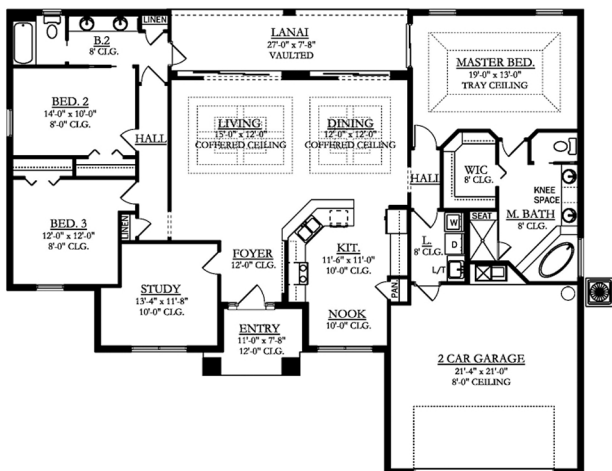 LINEN
B.2
8' CLG.
LANAI
27'-0" x 7'-8"
VAULTED
MASTER BED.
19'-0" x 13'-0"
TRAY CEILING
BED. 2
14'-0" x 10'-0"
8'-0" CLG.
HALL
LIVING
15'-0" x 12'-0"
COFFERED CEILING
DINING
12'-0" x 12'-0"
COFFERED CEILING
HALL
WIC
8' CLG.
KNEE
SPACE
M. BATH
8' CLG.
SEAT
BED. 3
12'-0" x 12'-0"
8'-0" CLG.
LINEN
FOYER
12'-0" CLG.
KIT.
11'-6" x 11'-0"
10'-0" CLG.
L.
8' CLG.
W
D
L/T
PAN.
STUDY
13'-4" x 11'-8"
10'-0" CLG.
NOOK
10'-0" CLG.
ENTRY
11'-0" x 7'-8"
12'-0" CLG.
2 CAR GARAGE
21'-4" x 21'-0"
8'-0" CEILING